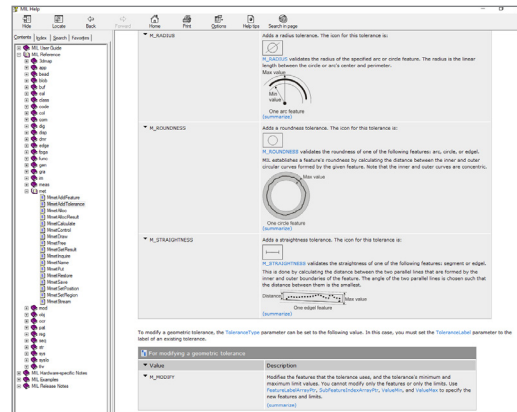 MIL Help
Hide
Locate
Back
Forward
Home
Print
Options
Help tips
Search in page
Contents
Index
Search
Favorites
MIL User Guide
MIL Reference
3dmap
app
bead
blob
buf
cal
class
code
col
com
dig
disp
dmr
edge
fpga
func
gen
gra
im
meas
met
MmetAddFeature
MmetAddTolerance
MmetAlloc
MmetAllocResult
MmetCalculate
MmetControl
MmetDraw
MmetFree
MmetGetResult
MmetInquire
MmetName
MmetPut
MmetRestore
MmetSave
MmetSetPosition
MmetSetRegion
MmetStream
mod
obj
ocr
pat
reg
seq
str
sys
thr
MIL Hardware-specific Notes
MIL Examples
MIL Release Notes
M_RADIUS
Adds a radius tolerance. The icon for this tolerance is:
M_RADIUS validates the radius of the specified arc or circle feature. The radius is the linear
length between the circle or arc's center and perimeter.
Max value
Min
value
One arc feature
(summarize)
M_ROUNDNESS
Adds a roundness tolerance. The icon for this tolerance is:
M_ROUNDNESS validates the roundness of one of the following features: arc, circle, or edgel.
MIL establishes a feature's roundness by calculating the distance between the inner and outer
circular curves formed by the given feature. Note that the inner and outer curves are concentric.
Max value
One circle feature
(summarize)
M_STRAIGHTNESS
Adds a straightness tolerance. The icon for this tolerance is:
M_STRAIGHTNESS validates the straightness of one of the following features: segment or edgel.
This is done by calculating the distance between the two parallel lines that are formed by the
inner and outer boundaries of the feature. The angle of the two parallel lines is chosen such that
the distance between them is the smallest.
Distance
Max value
One edgel feature
(summarize)
To modify a geometric tolerance, the ToleranceType parameter can be set to the following value. In this case, you must set the ToleranceLabel parameter to the
label of an existing tolerance.
For modifying a geometric tolerance
Value
Description
M_MODIFY
Modifies the features that the tolerance uses, and the tolerance's minimum and
maximum limit values. You cannot modify only the features or only the limits. Use
FeatureLabelArrayPtr, SubFeatureIndexArrayPtr, ValueMin, and ValueMax to specify the
new features and limits.
(summarize)